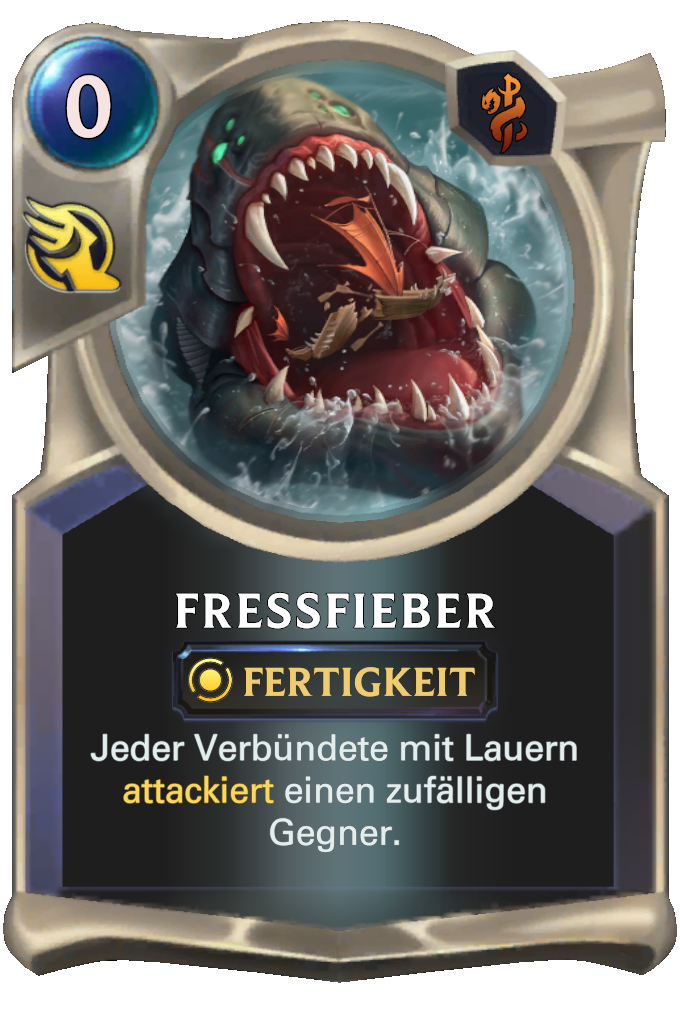 0
FRESSFIEBER
FERTIGKEIT
Jeder Verbündete mit Lauern
attackiert einen zufälligen
Gegner.